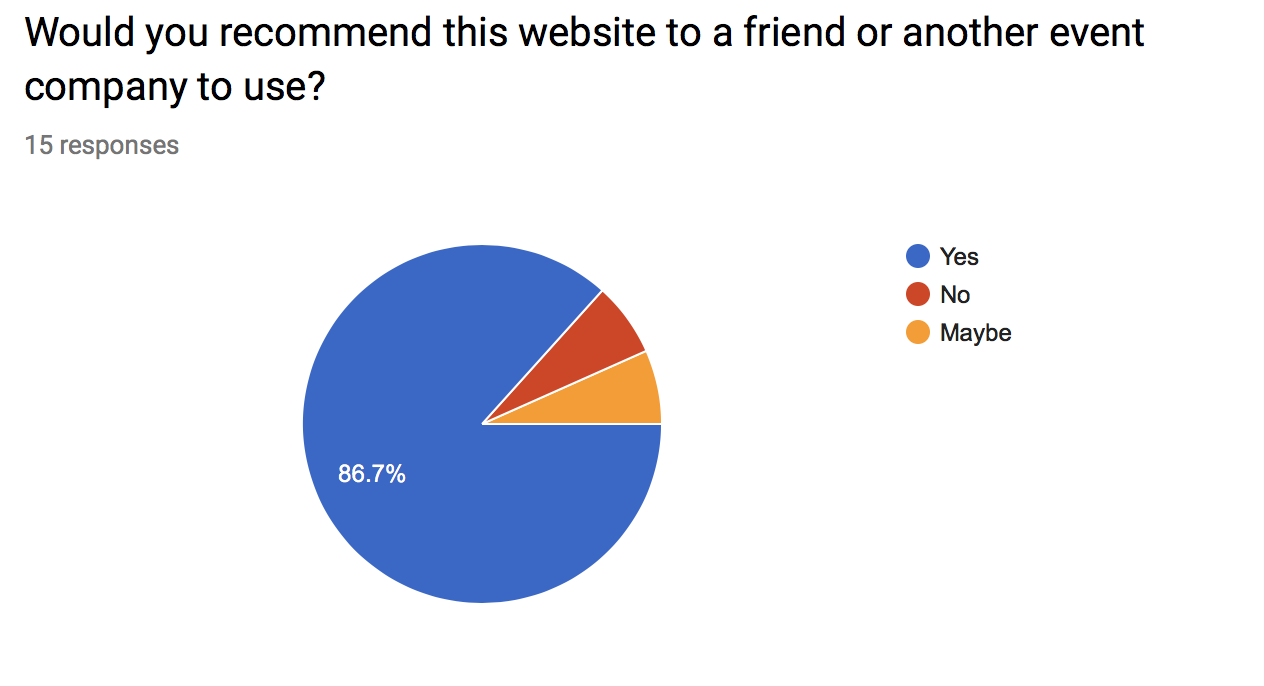 Would you recommend this website to a friend or another event
company to use?
15 responses
Yes
No
Maybe
86.7%